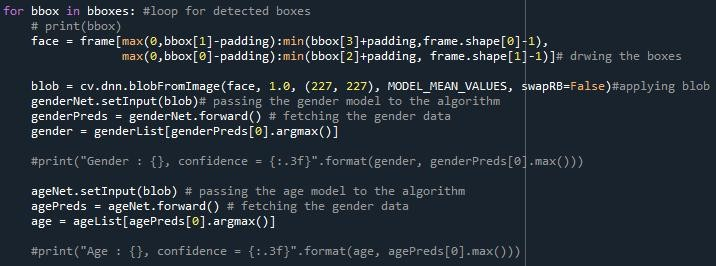 for bbox in bboxes: #loop for detected boxes
# print(bbox)
face = frame[max(0,bbox[1]-padding):min(bbox[3]+padding,frame.shape[0]-1),
max(0,bbox[0]-padding):min(bbox[2]+padding, frame.shape[1]-1)]# drwing the boxes
blob = cv.dnn.blobFromImage(face, 1.0, (227, 227), MODEL_MEAN_VALUES, swapRB=False)#applying blob
genderNet.setInput(blob)# passing the gender model to the algorithm
genderPreds = genderNet.forward() # fetching the gender data
gender = genderList[genderPreds[0].argmax()]
#print("Gender : {}, confidence = {:.3f}".format(gender, genderPreds[0].max()))
ageNet.setInput(blob) # passing the age model to the algorithm
agePreds = ageNet.forward() # fetching the gender data
age = ageList[agePreds[0].argmax()]
#print("Age : {}, confidence = {:.3f}".format(age, agePreds[0].max()))